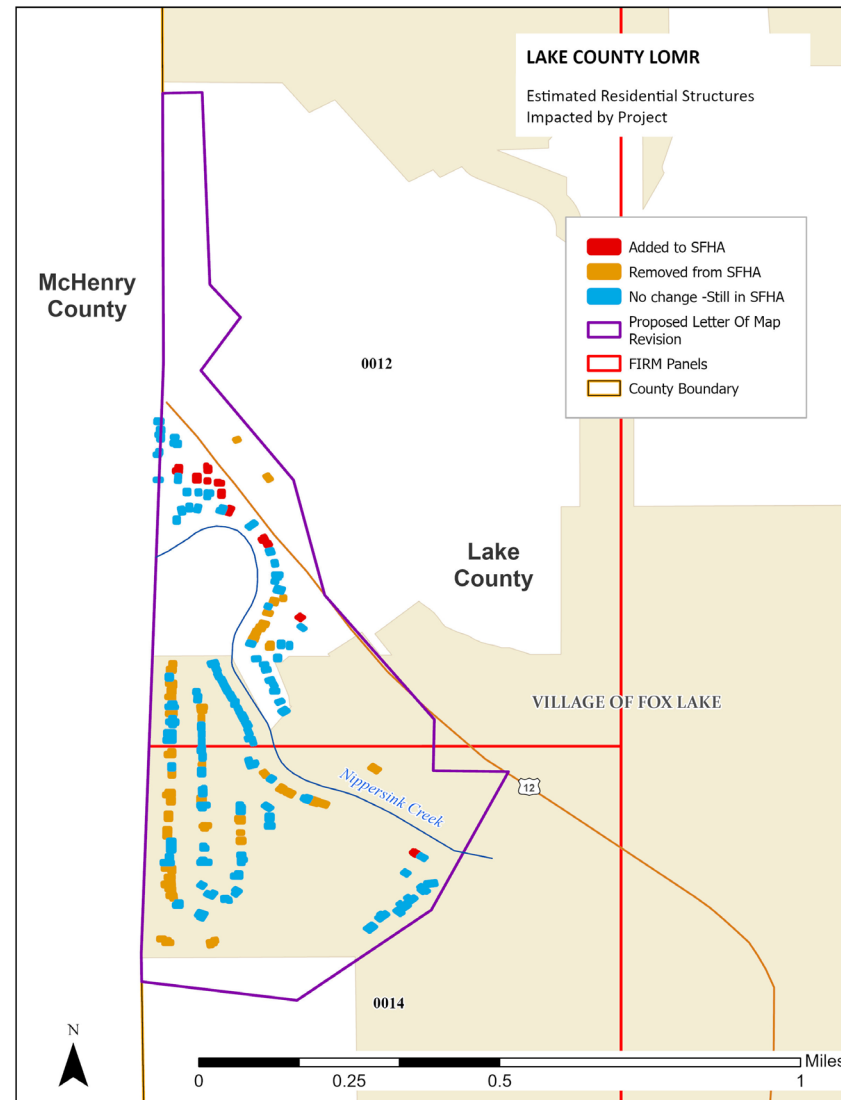 LAKE COUNTY LOMR
Estimated Residential Structures
Impacted by Project
Added to SFHA
Removed from SFHA
No change -Still in SFHA
Proposed Letter Of Map
Revision
FIRM Panels
County Boundary
McHenry
County
0012
Lake
County
VILLAGE OF FOX LAKE
12
Nippersink Creek
0014
N
Miles
0
0.25
0.5
1